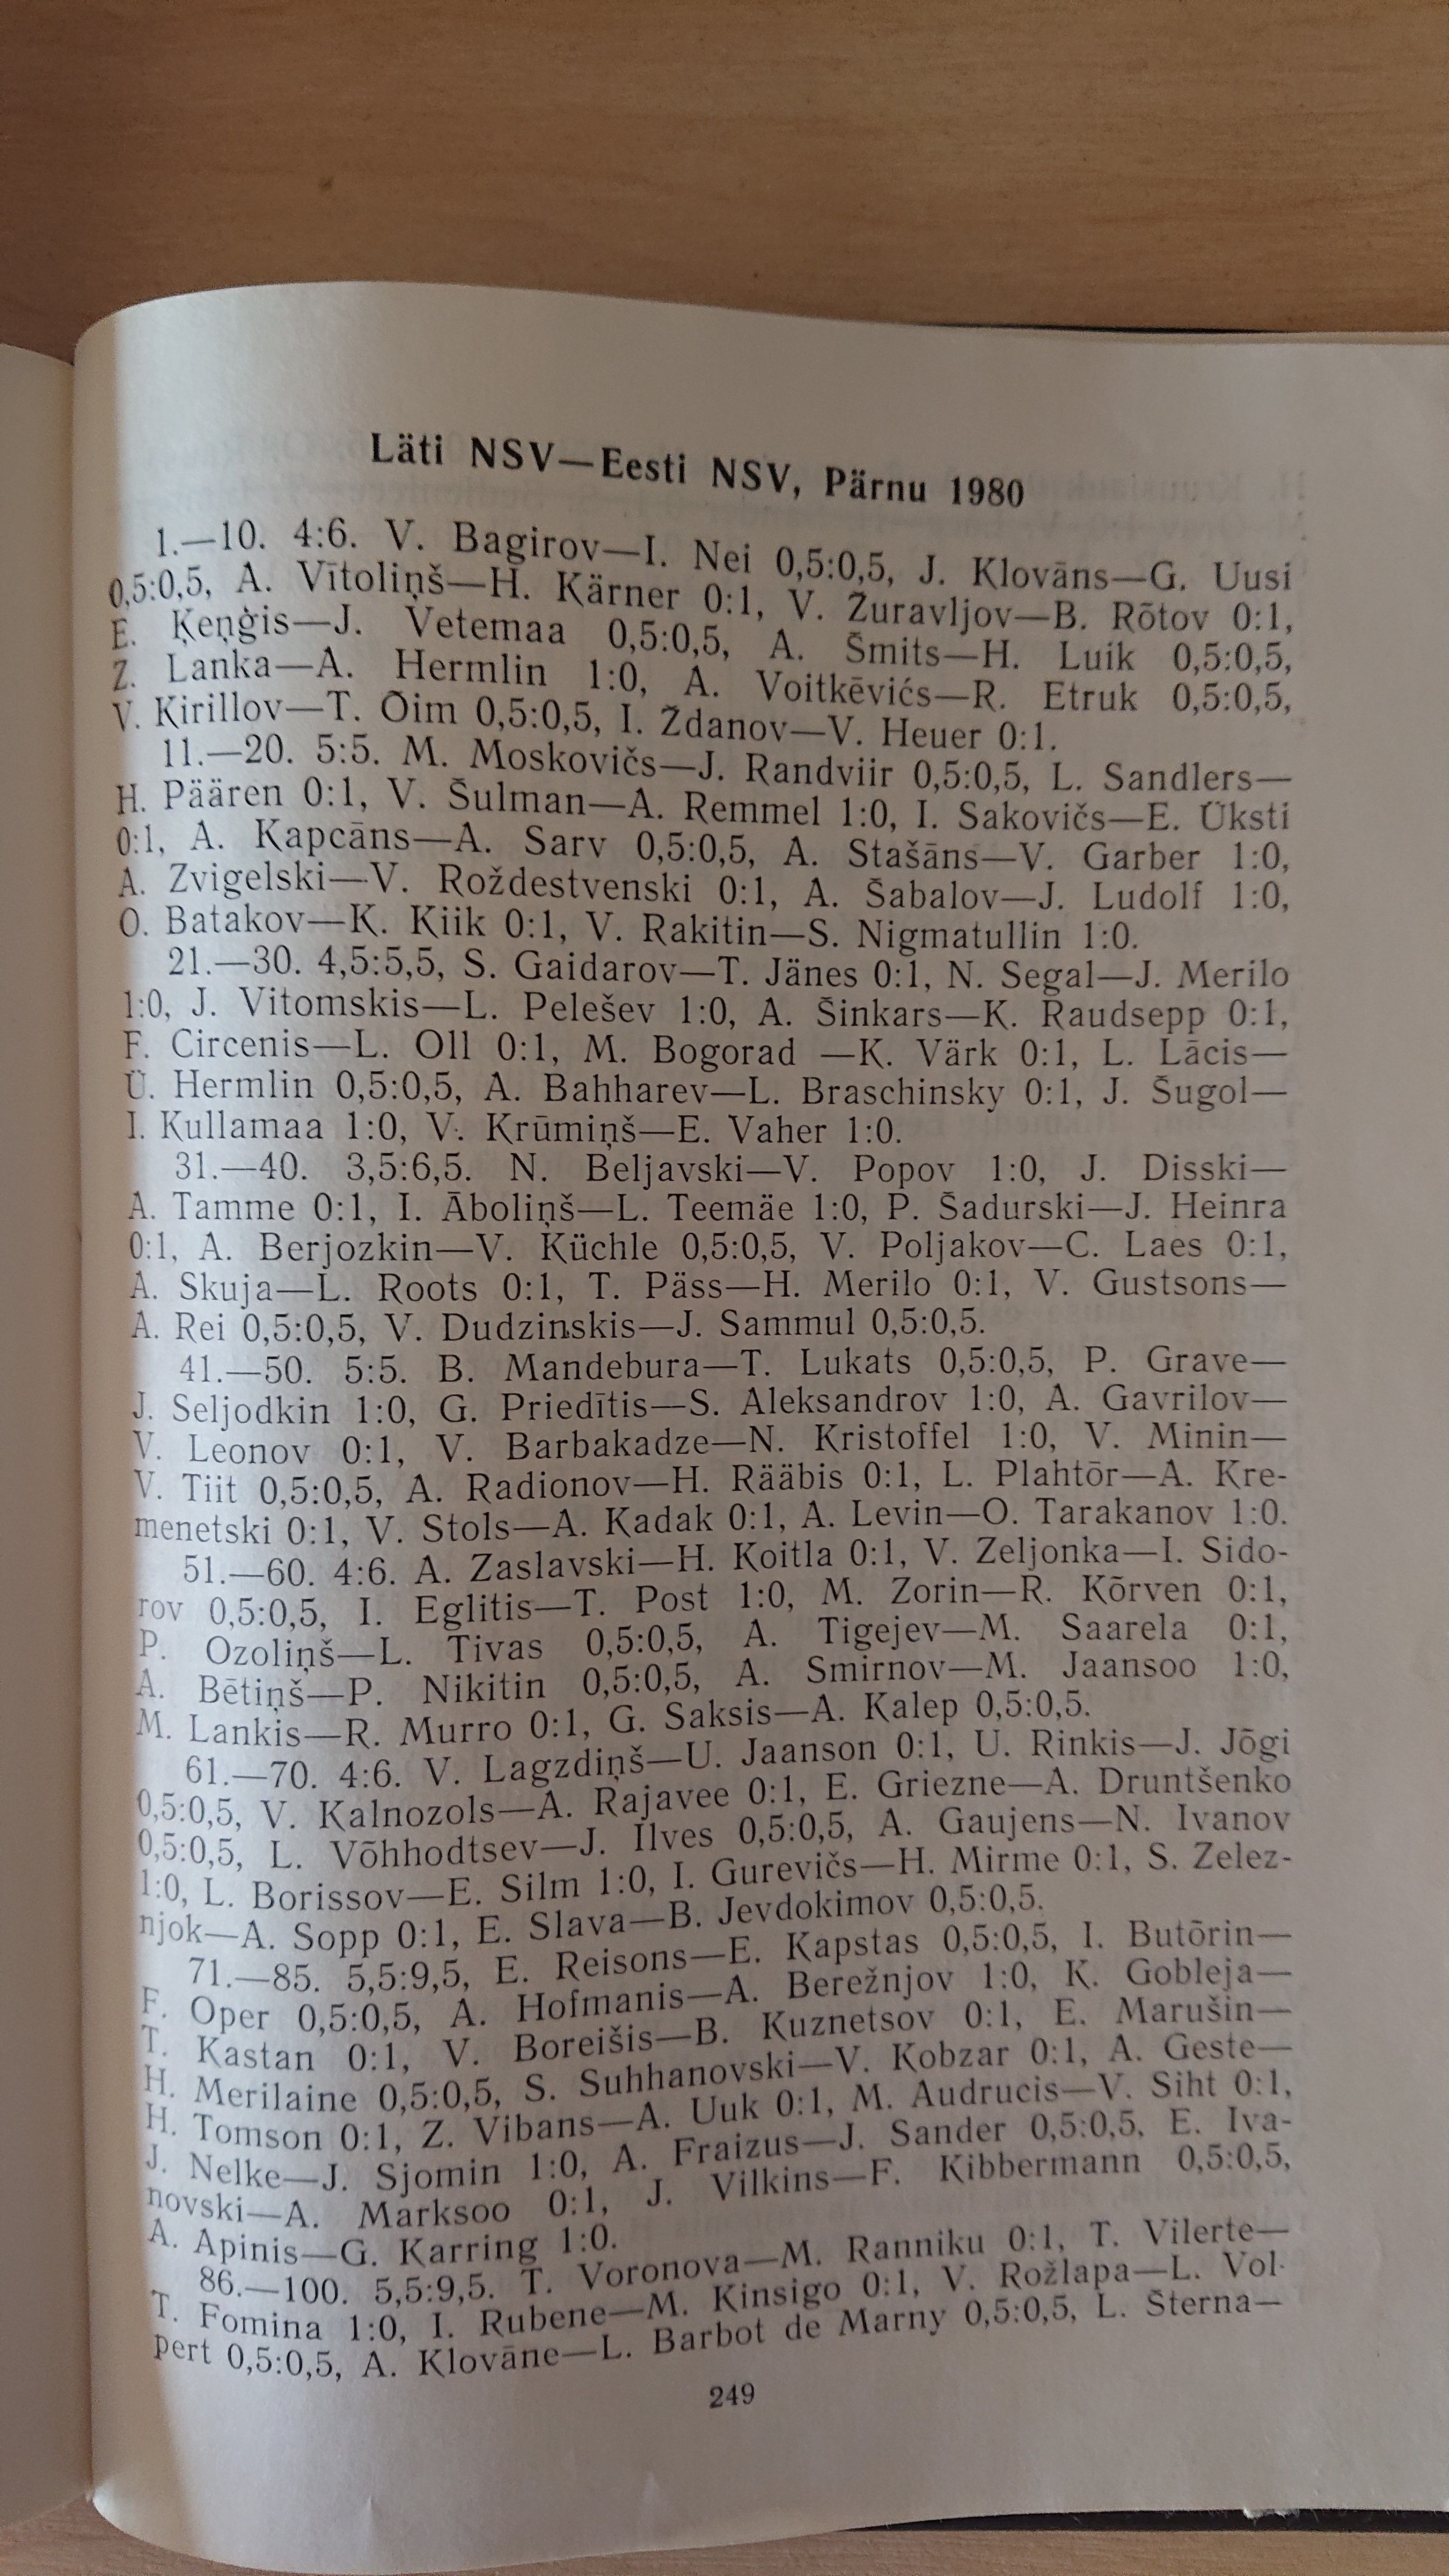 Läti NSV—Eesti NSV, Pärnu 1980
1.—10. 4:6. V. Bagirov—I. Nei 0,5:0,5, J. Klovāns—G. Uusi
0,5:0,5, A. Vītoliņš—H. Kärner 0:1, V. Žuravljov—B. Rõtov 0:1,
E. Ķeņģis—J. Vetemaa 0,5:0,5, A. Šmits—H. Luik 0,5:0,5,
Z. Lanka—A. Hermlin 1:0, A. Voitkēvičs—R. Etruk 0,5:0,5,
V. Kirillov—T. Õim 0,5:0,5, I. Ždanov—V. Heuer 0:1.
11.—20. 5:5. M. Moskovičs—J. Randviir 0,5:0,5, L. Sandlers—
H. Päären 0:1, V. Šulman—A. Remmel 1:0, I. Sakovičs—E. Üksti
0:1, A. Kapcāns—A. Sarv 0,5:0,5, A. Stašāns—V. Garber 1:0,
A. Zvigelski—V. Roždestvenski 0:1, A. Šabalov—J. Ludolf 1:0,
O. Batakov—K. Kiik 0:1, V. Rakitin—S. Nigmatullin 1:0.
21.—30. 4,5:5,5, S. Gaidarov—T. Jänes 0:1, N. Segal—J. Merilo
1:0, J. Vitomskis—L. Pelešev 1:0, A. Šinkars—K. Raudsepp 0:1,
F. Circenis—L. Oll 0:1, M. Bogorad —K. Värk 0:1, L. Lācis—
Ü. Hermlin 0,5:0,5, A. Bahharev—L. Braschinsky 0:1, J. Šugol—
I. Kullamaa 1:0, V. Krūmiņš—E. Vaher 1:0.
31.—40. 3,5:6,5. N. Beljavski—V. Popov 1:0, J. Disski—
A. Tamme 0:1, I. Āboliņš—L. Teemäe 1:0, P. Šadurski—J. Heinra
0:1, A. Berjozkin—V. Küchle 0,5:0,5, V. Poljakov—C. Laes 0:1,
A. Skuja—L. Roots 0:1, T. Päss—H. Merilo 0:1, V. Gustsons—
A. Rei 0,5:0,5, V. Dudzinskis—J. Sammul 0,5:0,5.
41.—50. 5:5. B. Mandebura—T. Lukats 0,5:0,5, P. Grave—
J. Seljodkin 1:0, G. Priedītis—S. Aleksandrov 1:0, A. Gavrilov—
V. Leonov 0:1, V. Barbakadze—N. Kristoffel 1:0, V. Minin—
V. Tiit 0,5:0,5, A. Radionov—H. Rääbis 0:1, L. Plahtõr—A. Kre-
menetski 0:1, V. Stols—A. Kadak 0:1, A. Levin—O. Tarakanov 1:0.
51.—60. 4:6. A. Zaslavski—H. Koitla 0:1, V. Zeljonka—I. Sido-
rov 0,5:0,5, I. Eglitis—T. Post 1:0, M. Zorin—R. Kõrven 0:1,
P. Ozoliņš—L. Tivas 0,5:0,5, A. Tigejev—M. Saarela 0:1,
A. Bētiņš—P. Nikitin 0,5:0,5, A. Smirnov—M. Jaansoo 1:0,
M. Lankis—R. Murro 0:1, G. Saksis—A. Kalep 0,5:0,5.
61.—70. 4:6. V. Lagzdiņš—U. Jaanson 0:1, U. Rinkis—J. Jõgi
0,5:0,5, V. Kalnozols—A. Rajavee 0:1, E. Griezne—A. Druntšenko
0,5:0,5, L. Võhhodtsev—J. Ilves 0,5:0,5, A. Gaujens—N. Ivanov
1:0, L. Borissov—E. Silm 1:0, I. Gurevičs—H. Mirme 0:1, S. Zelez-
njok—A. Sopp 0:1, E. Slava—B. Jevdokimov 0,5:0,5.
71.—85. 5,5:9,5, E. Reisons—E. Kapstas 0,5:0,5, I. Butõrin—
F. Oper 0,5:0,5, A. Hofmanis—A. Berežnjov 1:0, K. Gobleja—
T. Kastan 0:1, V. Boreišis—B. Kuznetsov 0:1, E. Marušin—
H. Merilaine 0,5:0,5, S. Suhhanovski—V. Kobzar 0:1, A. Geste—
H. Tomson 0:1, Z. Vibans—A. Uuk 0:1, M. Audrucis—V. Siht 0:1,
J. Nelke—J. Sjomin 1:0, A. Fraizus—J. Sander 0,5:0,5, E. Iva-
novski—A. Marksoo 0:1, J. Vilkins—F. Kibbermann 0,5:0,5,
A. Apinis—G. Karring 1:0.
86.—100. 5,5:9,5. T. Voronova—M. Ranniku 0:1, T. Vilerte—
T. Fomina 1:0, I. Rubene—M. Kinsigo 0:1, V. Rožlapa—L. Vol-
pert 0,5:0,5, A. Klovāne—L. Barbot de Marny 0,5:0,5, L. Šterna—
249